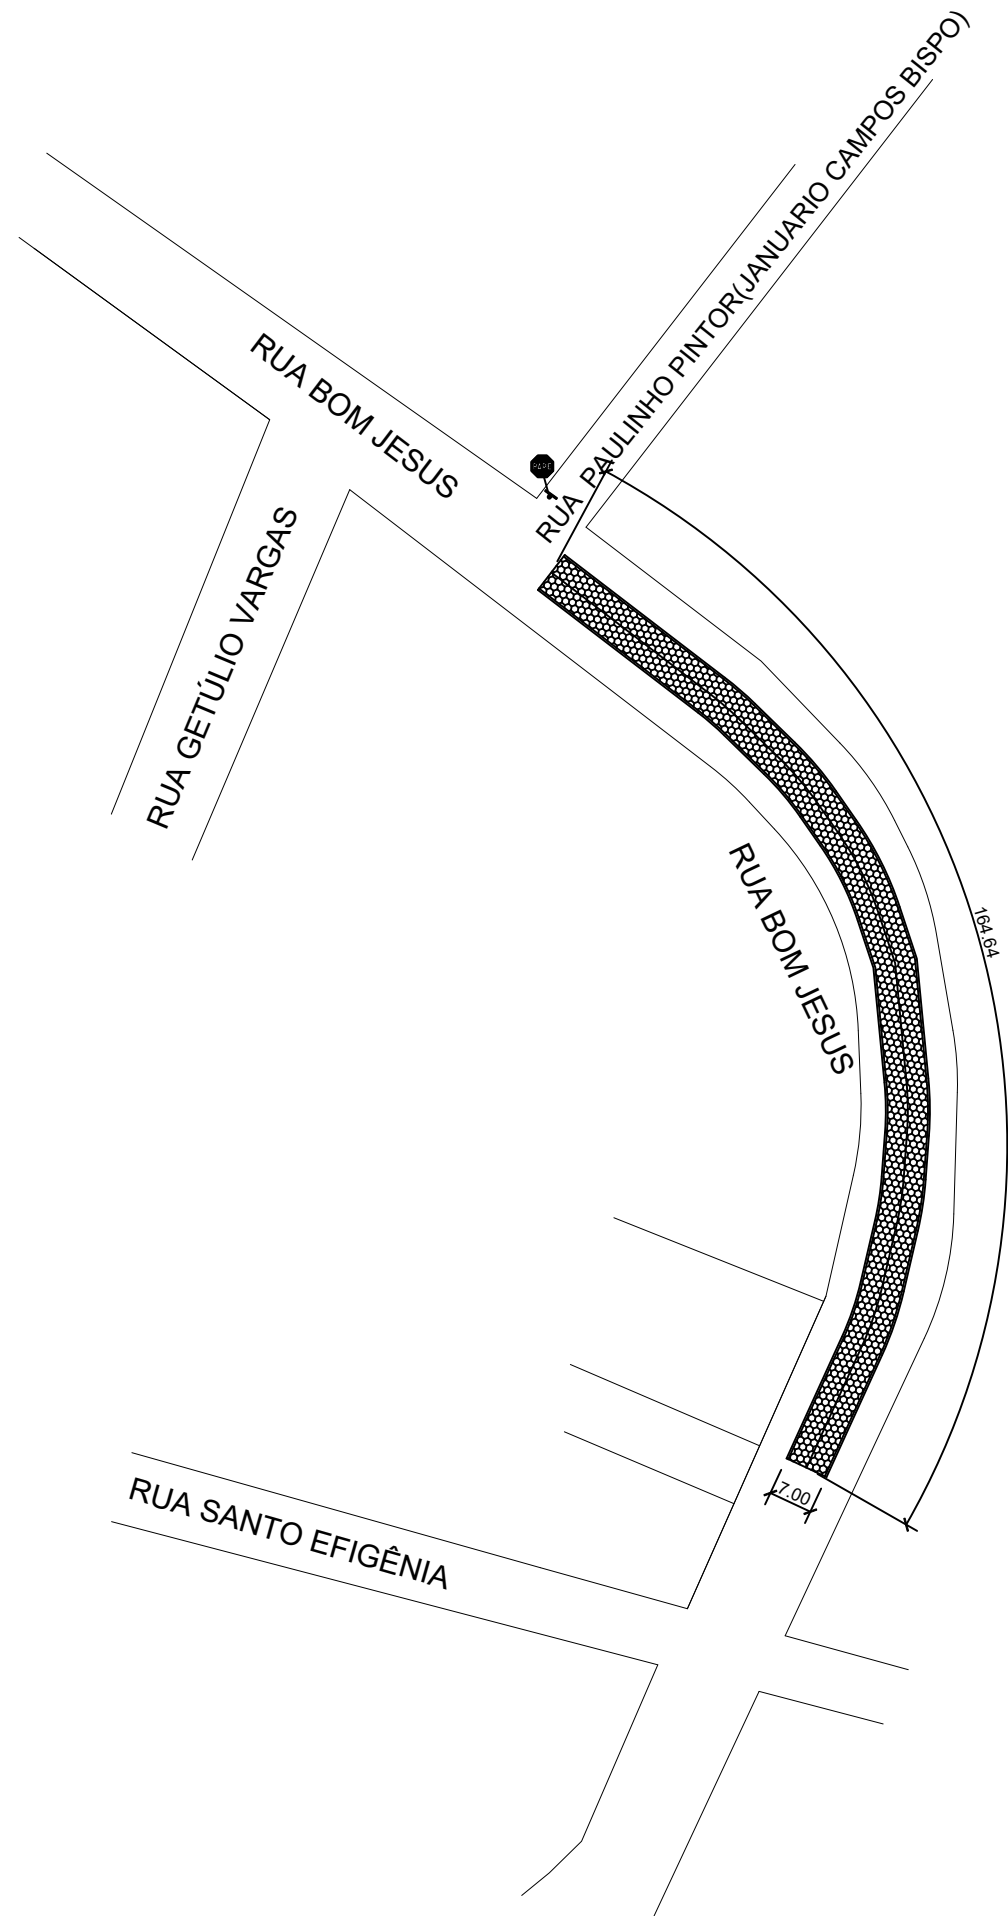 RUA PAULINHO PINTOR(JANUARIO CAMPOS BISPO)
RUA BOM JESUS
PARE
RUA GETÚLIO VARGAS
RUA BOM JESUS
164.64
7.00
RUA SANTO EFIGÊNIA